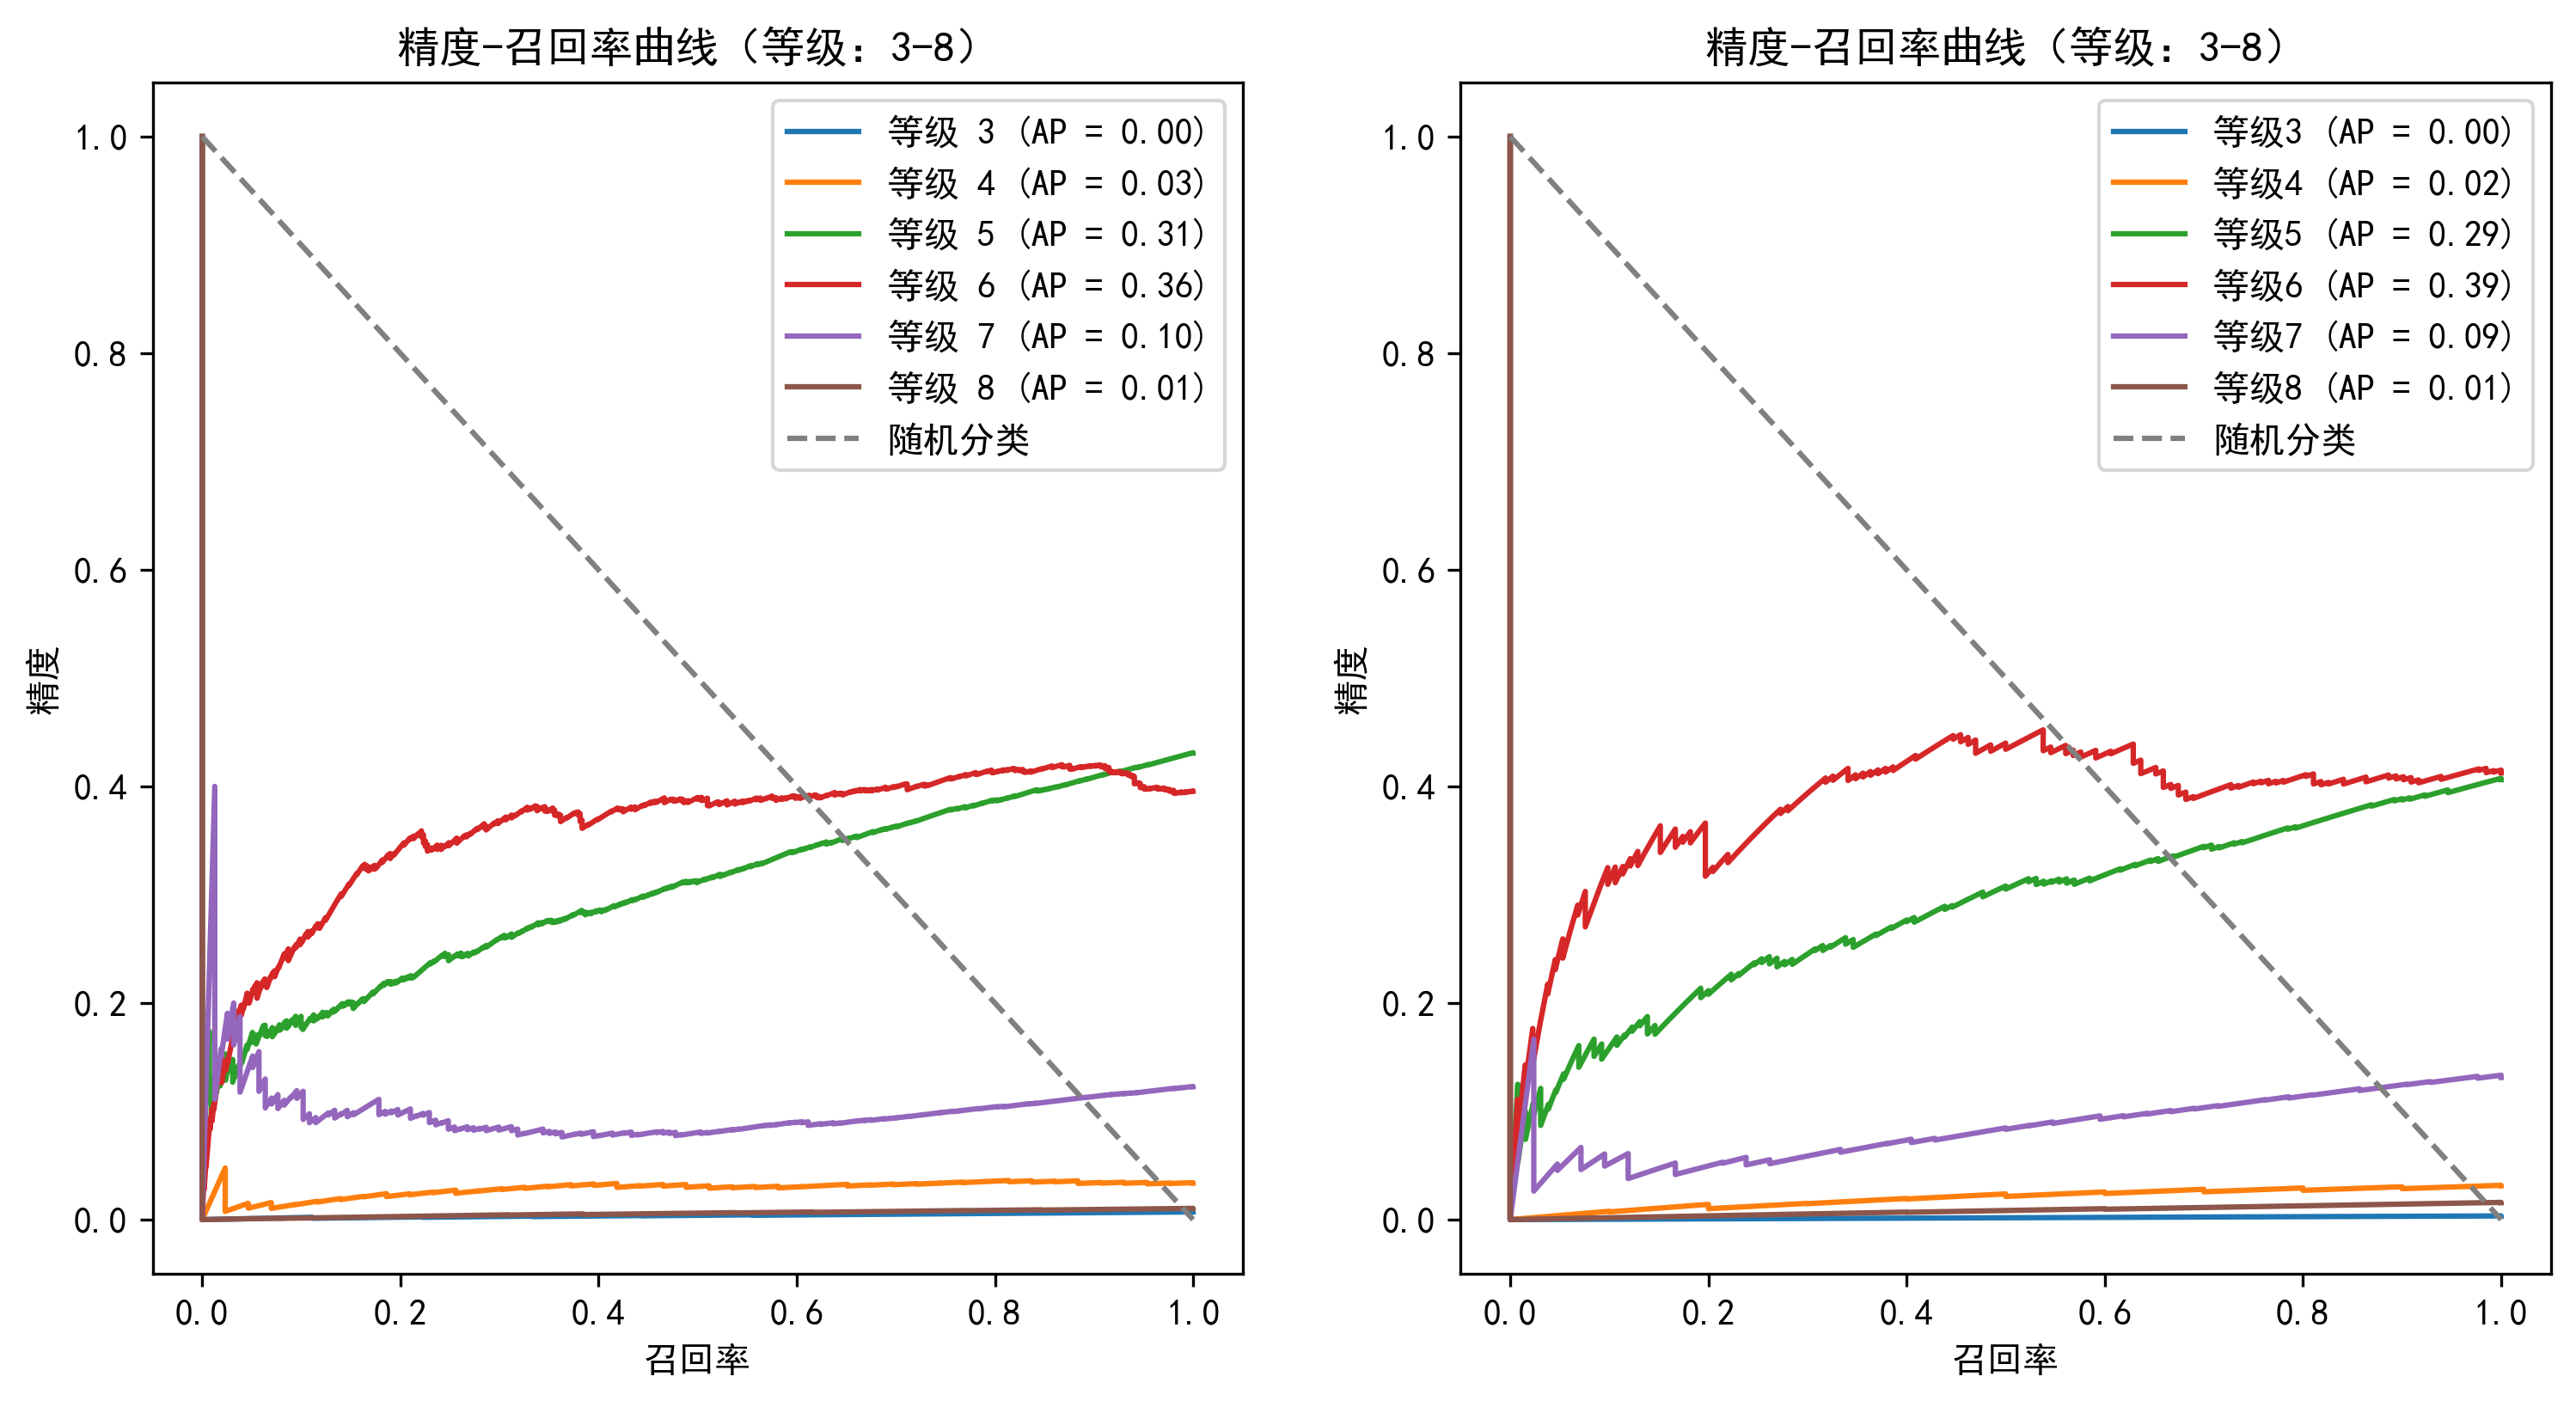 精度-召回率曲线（等级：3-8）
等级 3 (AP = 0.00)
等级 4 (AP = 0.03)
等级 5 (AP = 0.31)
等级 6 (AP = 0.36)
等级 7 (AP = 0.10)
等级 8 (AP = 0.01)
随机分类
精度
1.0
0.8
0.6
0.4
0.2
0.0
0.0 0.2 0.4 0.6 0.8 1.0
召回率
精度-召回率曲线（等级：3-8）
等级3 (AP = 0.00)
等级4 (AP = 0.02)
等级5 (AP = 0.29)
等级6 (AP = 0.39)
等级7 (AP = 0.09)
等级8 (AP = 0.01)
随机分类
精度
1.0
0.8
0.6
0.4
0.2
0.0
0.0 0.2 0.4 0.6 0.8 1.0
召回率